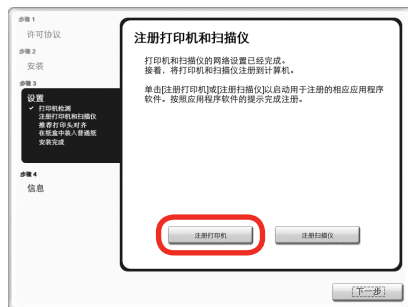 步骤 1
许可协议
步骤 2
安装
步骤 3
设置
打印机检测
注册打印机和扫描仪
推荐打印头对齐
在纸盒中装入普通纸
安装完成
步骤 4
信息
注册打印机和扫描仪
打印机和扫描仪的网络设置已经完成。
接着，将打印机和扫描仪注册到计算机。
单击[注册打印机]或[注册扫描仪]以启动用于注册的相应应用程序
软件。按照应用程序软件的提示完成注册。
注册打印机
注册扫描仪
下一步